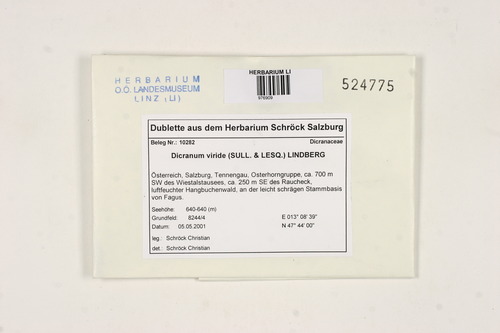 HERBARIUM
O.Ö. LANDESMUSEUM
LINZ (LI)
HERBARIUM LI
976909
524775
Dublette aus dem Herbarium Schröck Salzburg
Beleg Nr.: 10282 Dicranaceae
Dicranum viride (SULL. & LESQ.) LINDBERG
Österreich, Salzburg, Tennengau, Osterhorngruppe, ca. 700 m
SW des Wiestalstausees, ca. 250 m SE des Raucheck,
luftfeuchter Hangbuchenwald, an der leicht schrägen Stammbasis
von Fagus.
Seehöhe: 640-640 (m)
Grundfeld: 8244/4 E 013° 08' 39"
Datum: 05.05.2001 N 47° 44' 00"
leg.: Schröck Christian
det.: Schröck Christian